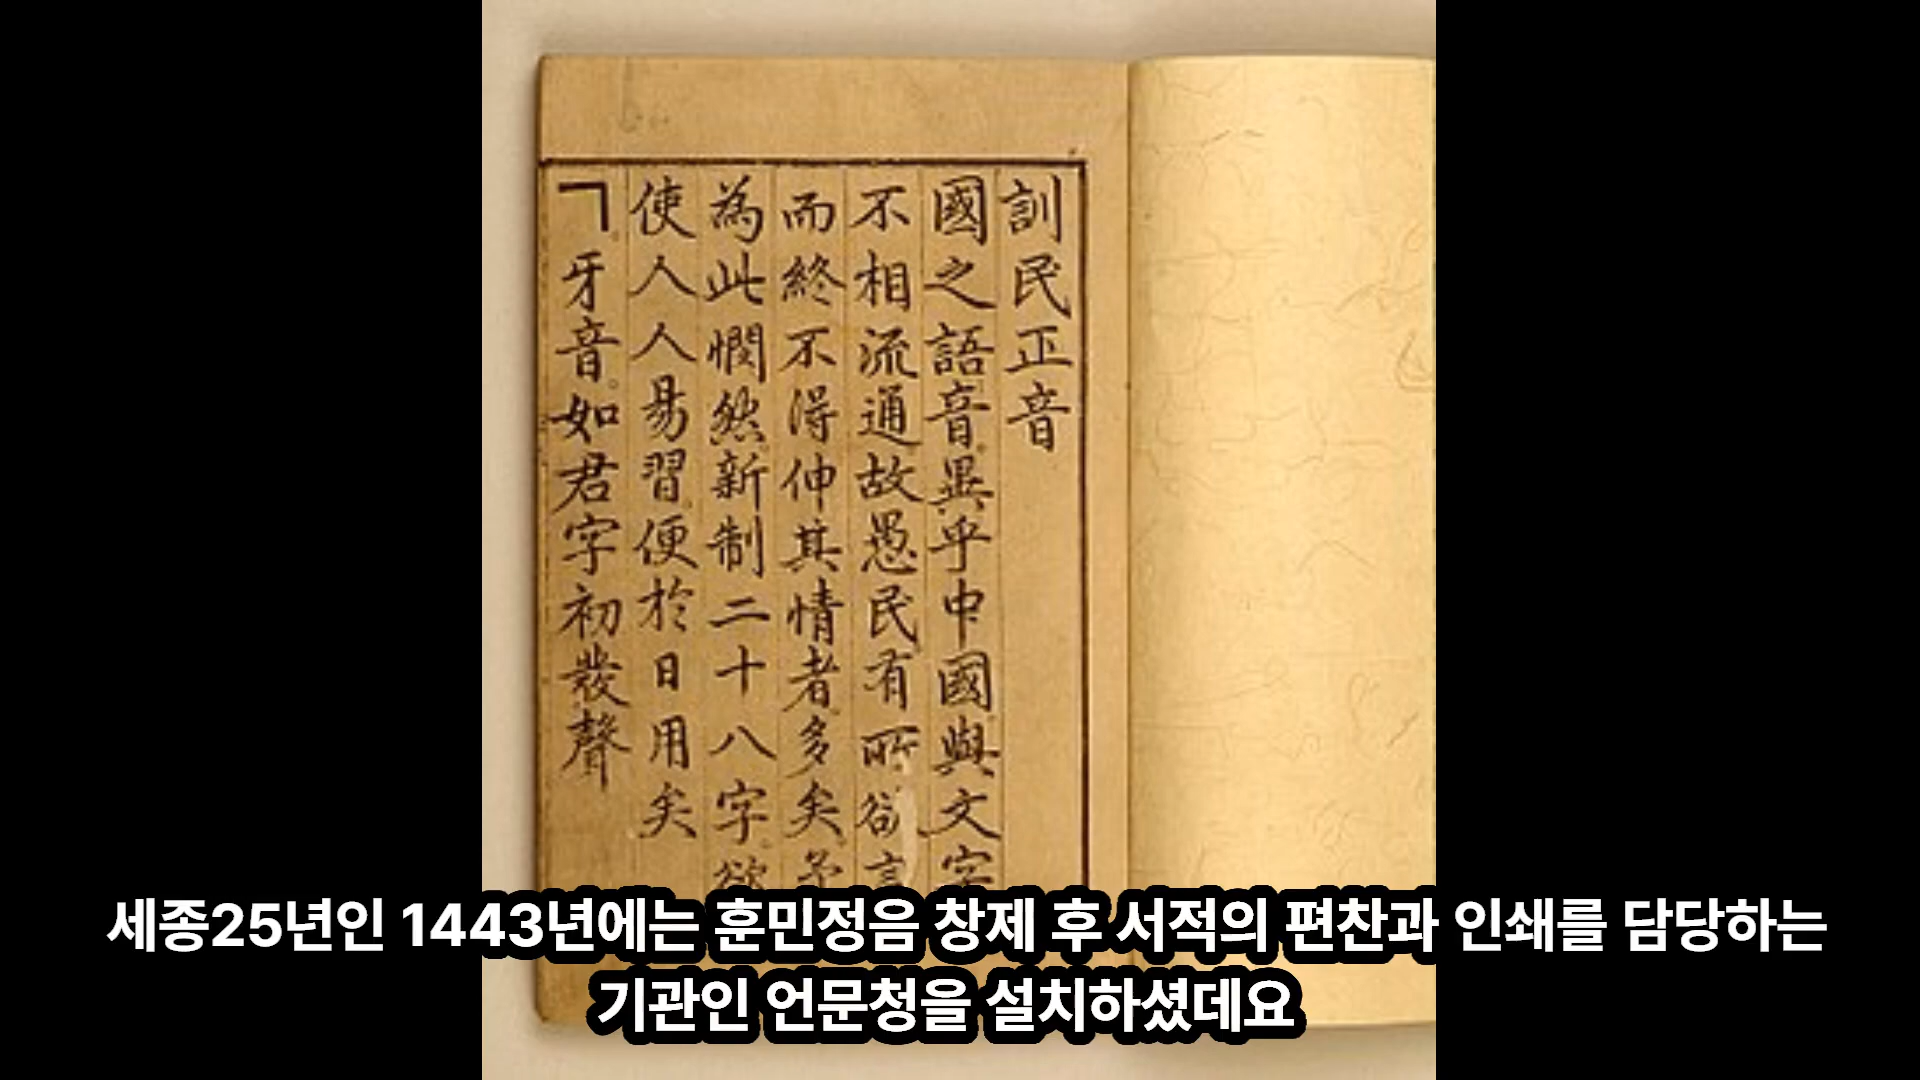 訓民正音
國之語音異乎中國與文字
不相流通故愚民有所欲言
而終不得伸其情者多矣予
為此憫然新制二十八字欲
使人人易習便於日用矣
ㄱ牙音如君字初發聲
세종25년인 1443년에는 훈민정음 창제 후 서적의 편찬과 인쇄를 담당하는
기관인 언문청을 설치하셨데요